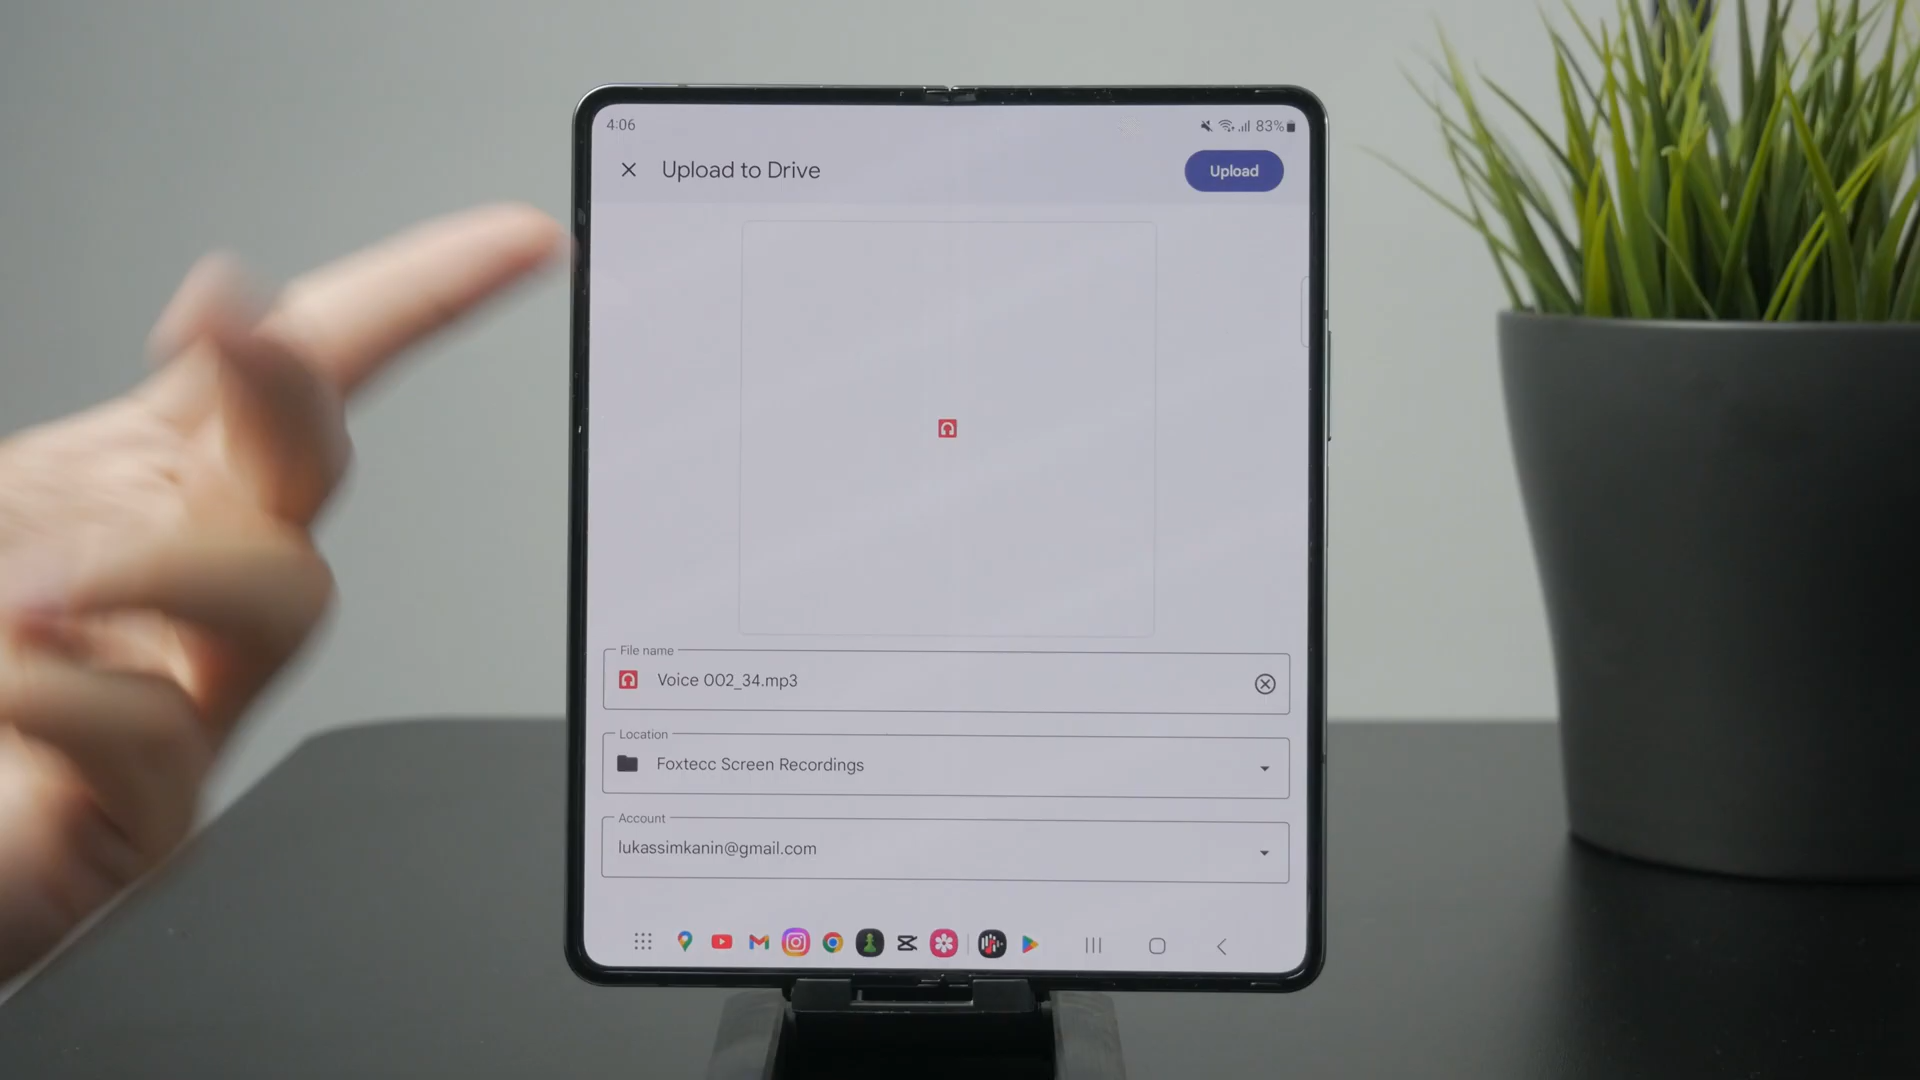 4:06
83%
Upload to Drive
Upload
File name
Voice 002_34.mp3
Location
Foxtecc Screen Recordings
Account
lukassimkanin@gmail.com